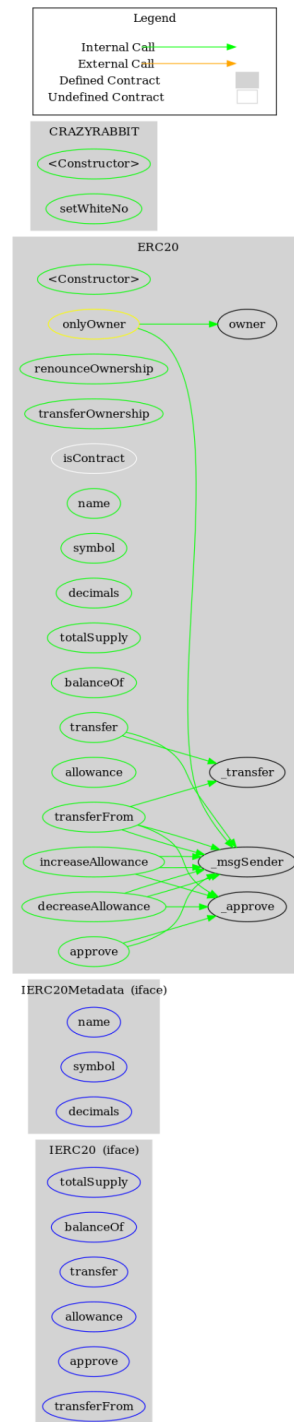 Legend
Internal Call
External Call
Defined Contract
Undefined Contract
CRAZYRABBIT
<Constructor>
setWhiteNo
ERC20
<Constructor>
onlyOwner
owner
renounceOwnership
transferOwnership
isContract
name
symbol
decimals
totalSupply
balanceOf
transfer
allowance
_transfer
transferFrom
increaseAllowance
_msgSender
decreaseAllowance
_approve
approve
IERC20Metadata (iface)
name
symbol
decimals
IERC20 (iface)
totalSupply
balanceOf
transfer
allowance
approve
transferFrom